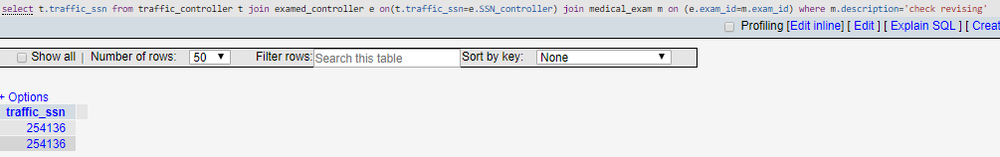 select t.traffic_ssn from traffic_controller t join examed_controller e on(t.traffic_ssn=e.SSN_controller) join medical_exam m on (e.exam_id=m.exam_id) where m.description='check revising'
Profiling [Edit inline] [ Edit ] [ Explain SQL ] [ Creat
Show all | Number of rows: 50 Filter rows: Search this table Sort by key: None
+ Options
traffic_ssn
254136
254136